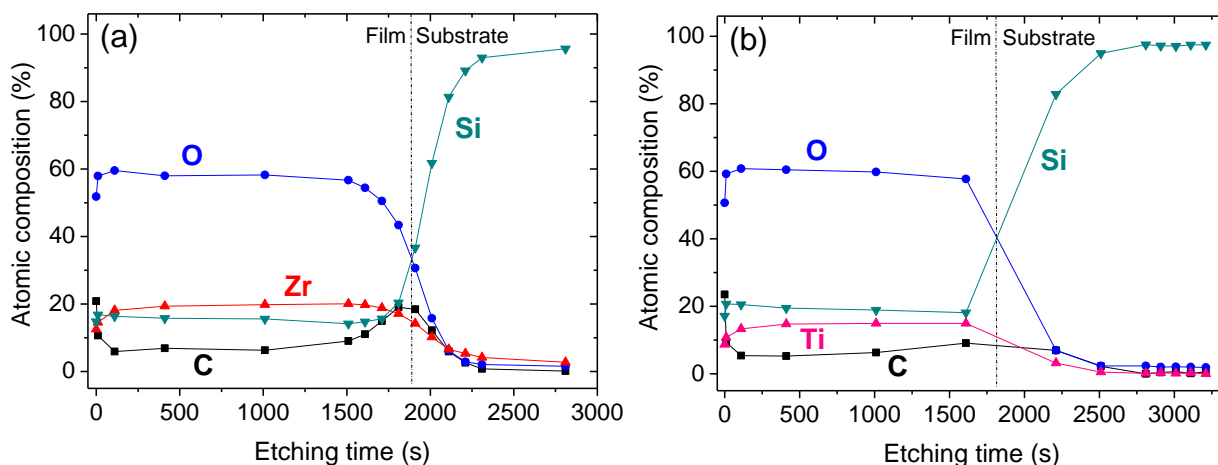 (a)
Film Substrate
Atomic composition (%)
100
80
60
40
20
0
O
Si
Zr
C
0 500 1000 1500 2000 2500 3000
Etching time (s)
(b)
Film Substrate
Atomic composition (%)
100
80
60
40
20
0
O
Si
Ti
C
0 500 1000 1500 2000 2500 3000
Etching time (s)